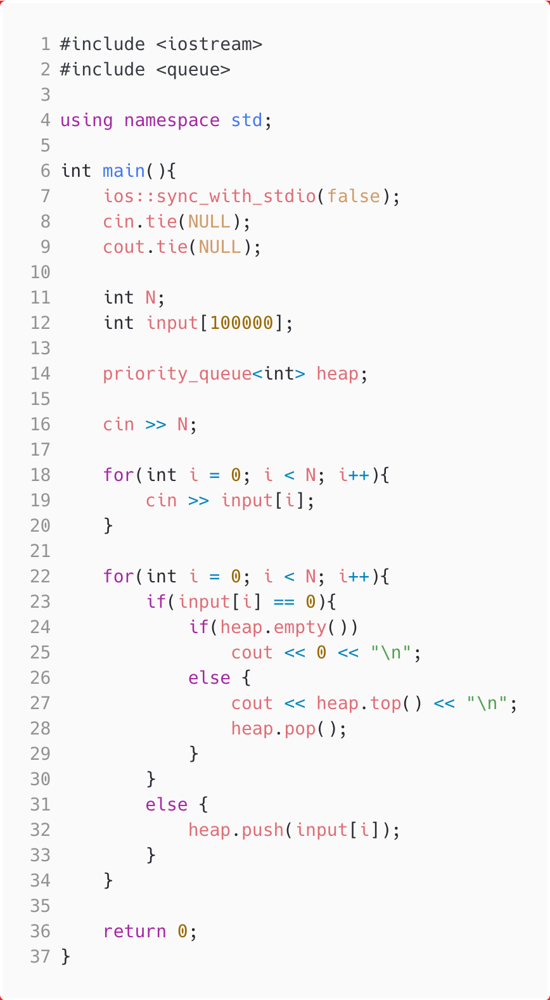 1 #include <iostream>
2 #include <queue>
3
4 using namespace std;
5
6 int main(){
7     ios::sync_with_stdio(false);
8     cin.tie(NULL);
9     cout.tie(NULL);
10
11     int N;
12     int input[100000];
13
14     priority_queue<int> heap;
15
16     cin >> N;
17
18     for(int i = 0; i < N; i++){
19         cin >> input[i];
20     }
21
22     for(int i = 0; i < N; i++){
23         if(input[i] == 0){
24             if(heap.empty())
25                 cout << 0 << "\n";
26             else {
27                 cout << heap.top() << "\n";
28                 heap.pop();
29             }
30         }
31         else {
32             heap.push(input[i]);
33         }
34     }
35
36     return 0;
37 }